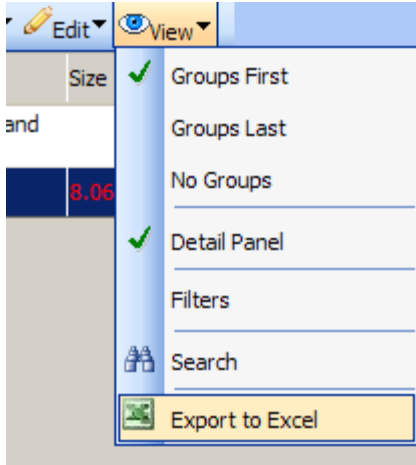 Edit View
Size
Groups First
and
Groups Last
No Groups
8.06
Detail Panel
Filters
Search
Export to Excel